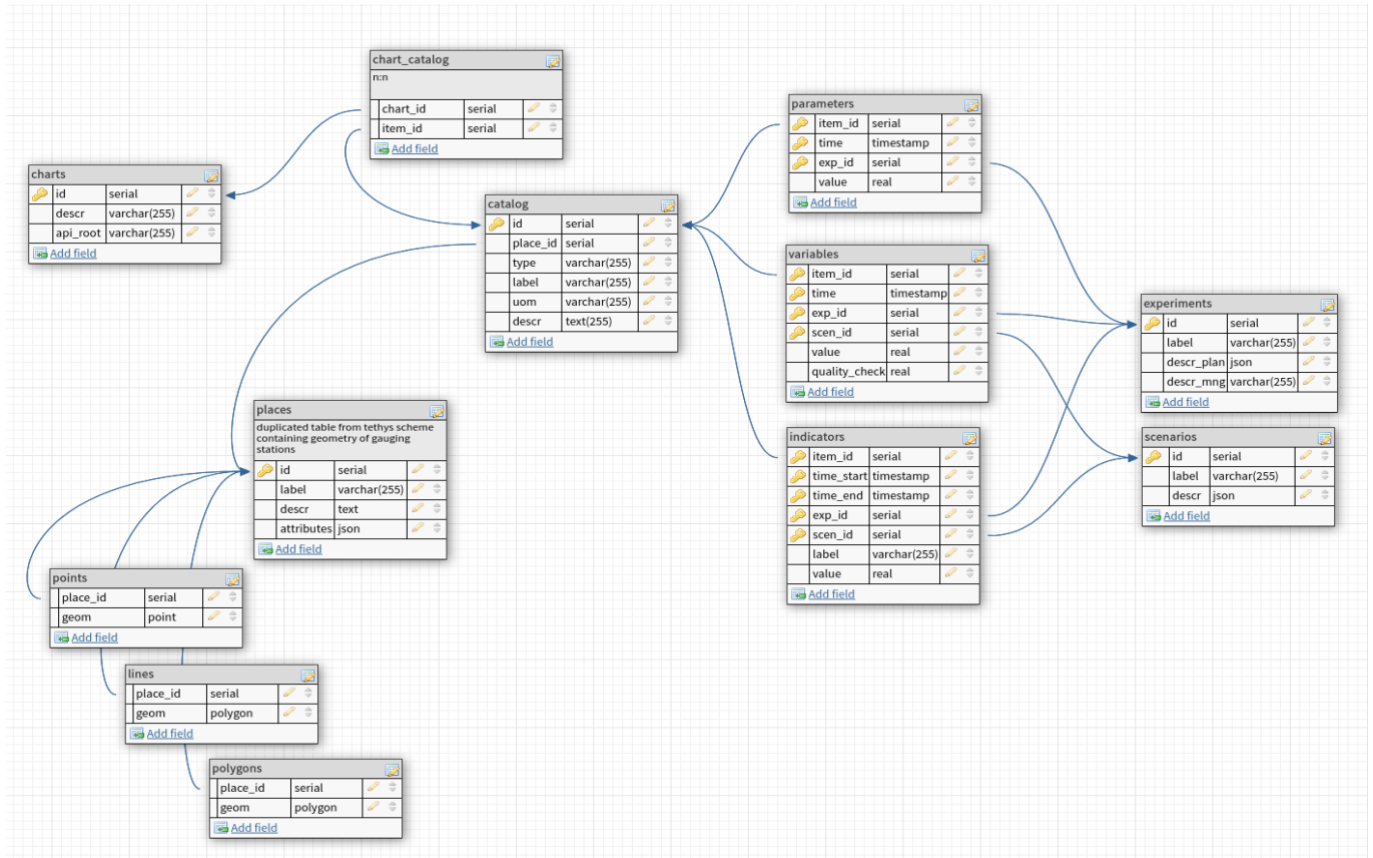 chart_catalog
n:n
chart_id serial
item_id serial
Add field
charts
id serial
descr varchar(255)
api_root varchar(255)
Add field
catalog
id serial
place_id serial
type varchar(255)
label varchar(255)
uom varchar(255)
descr text(255)
Add field
parameters
item_id serial
time timestamp
exp_id serial
value real
Add field
variables
item_id serial
time timestamp
exp_id serial
scen_id serial
value real
quality_check real
Add field
experiments
id serial
label varchar(255)
descr_plan json
descr_mng varchar(255)
Add field
indicators
item_id serial
time_start timestamp
time_end timestamp
exp_id serial
scen_id serial
label varchar(255)
value real
Add field
scenarios
id serial
label varchar(255)
descr json
Add field
places
duplicated table from tethys scheme
containing geometry of gauging
stations
id serial
label varchar(255)
descr text
attributes json
Add field
points
place_id serial
geom point
Add field
lines
place_id serial
geom polygon
Add field
polygons
place_id serial
geom polygon
Add field